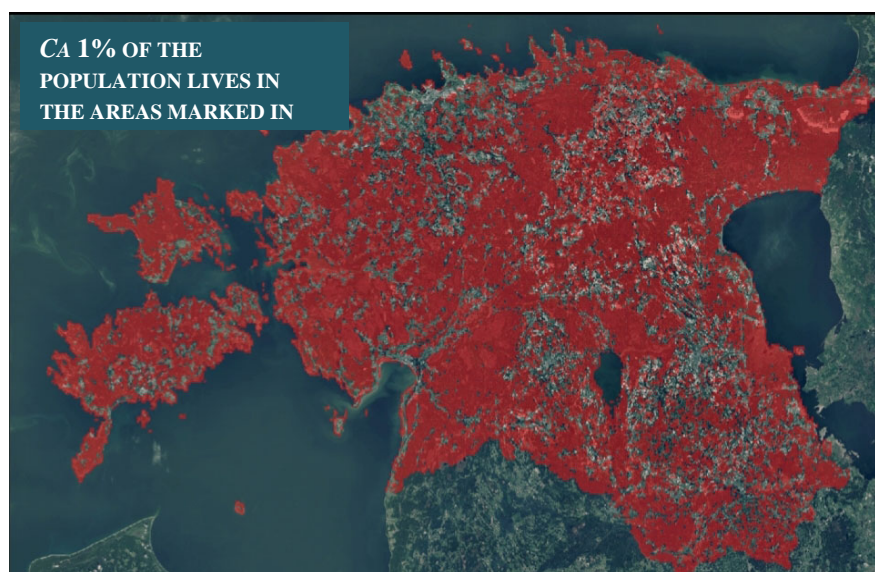 CA 1% OF THE
POPULATION LIVES IN
THE AREAS MARKED IN